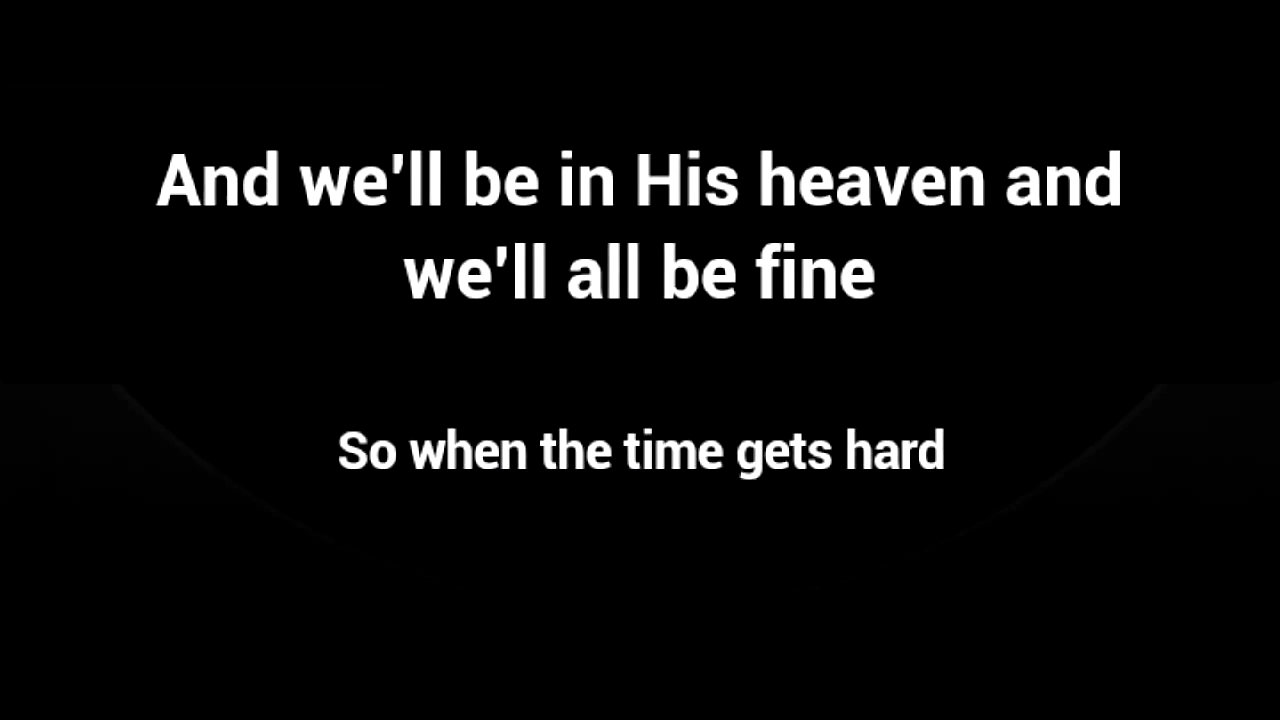 And we'll be in His heaven and
we'll all be fine
So when the time gets hard